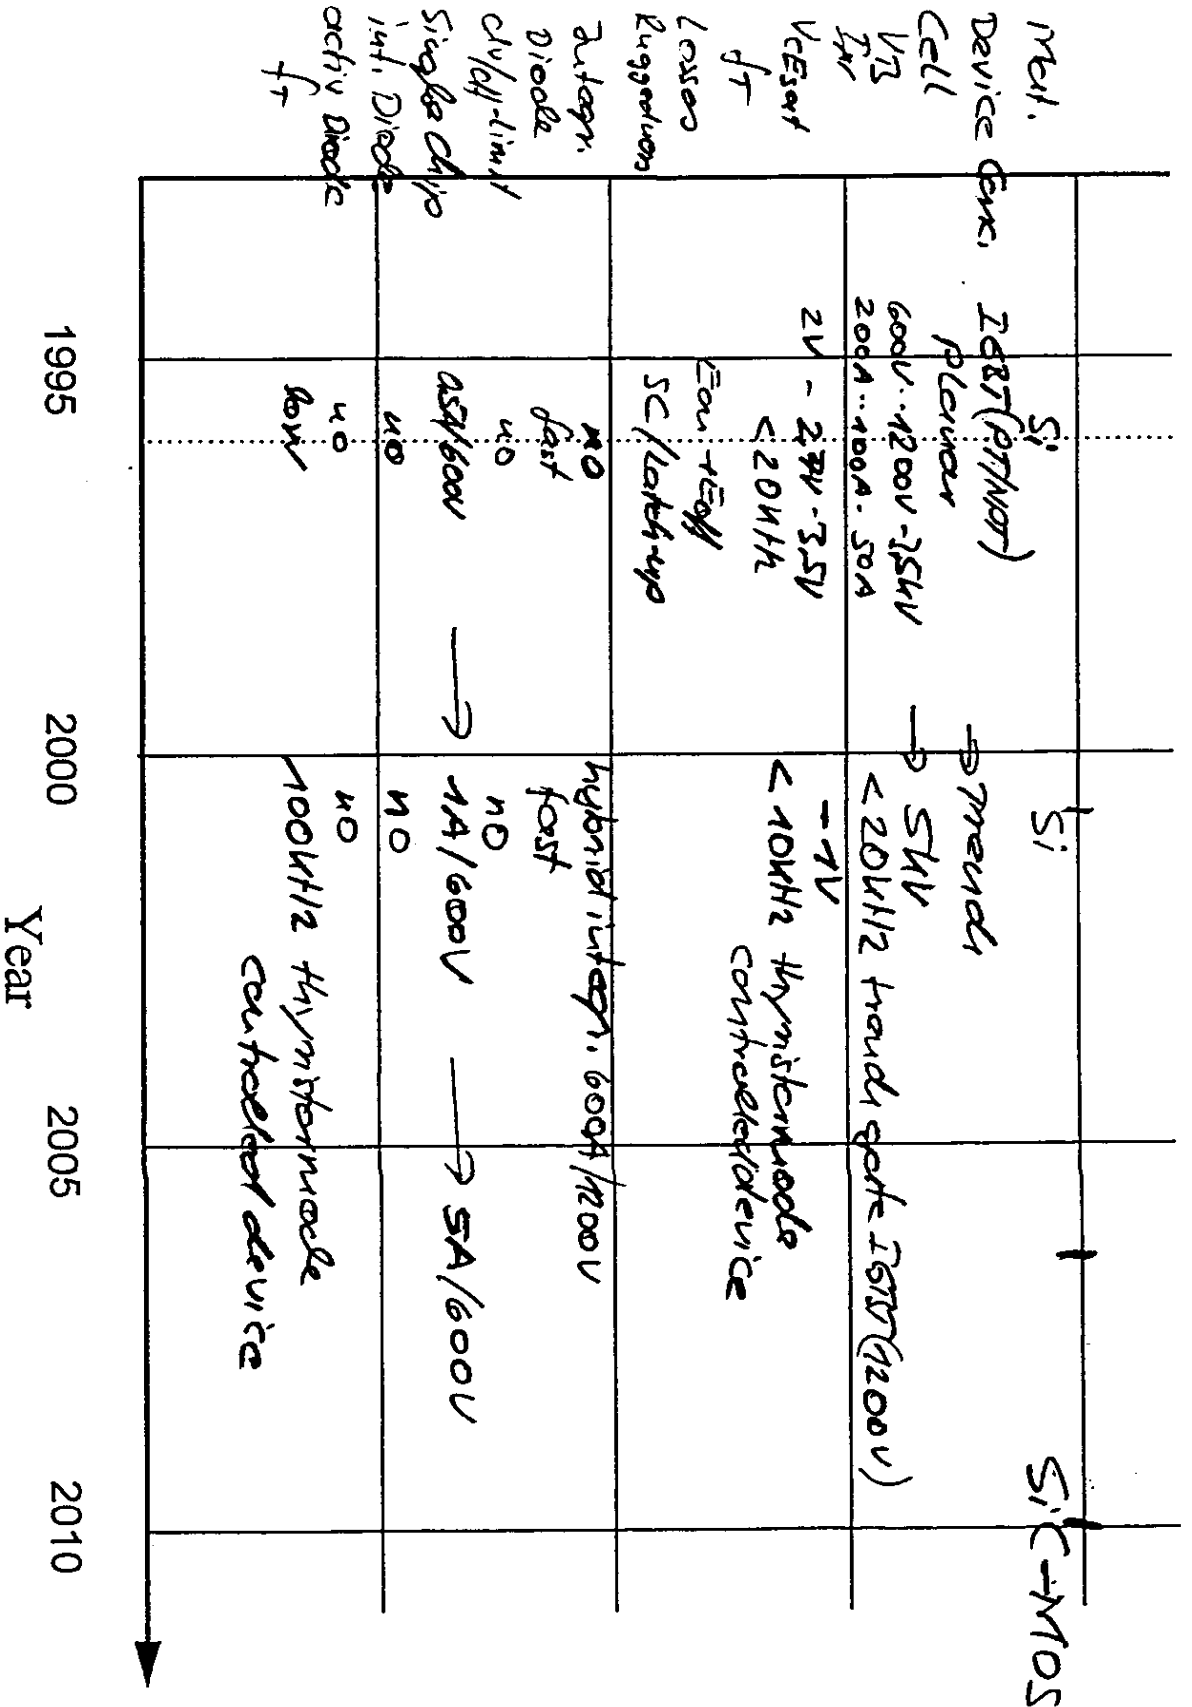 Mat. Si Si SiC-MOS
Device Conc. IGBT (PT/NPT)
Cell planar → Trench
VB 600V..1200V - 3,5kV → 5kV
200A..100A. 50A < 20kHz trench gate IGBT (1200V)
VCEsat 2V - 2,7V - 3,5V -1V
fT < 20kHz < 10kHz thyristormode
controlled device
Losses Eon + Eoff
Ruggedness SC/Latch-up
Integr. no hybrid integr. 600A/1200V
Diode fast fast
dv/dt-limit no no
Single Chip 0,5A/600V → 1A/600V → 5A/600V
int. Diode no no
activ Diode no no
fT low 100kHz thyristormode
controlled device
1995 2000 2005 2010
Year